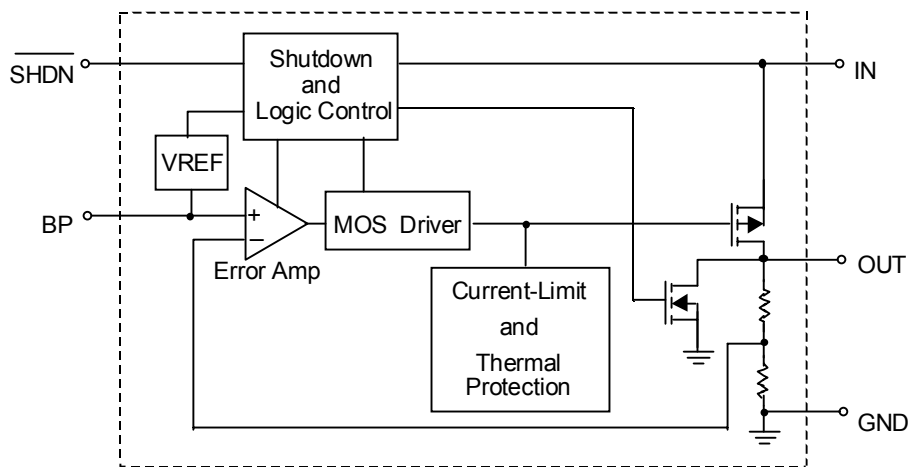 SHDN
Shutdown
and
Logic Control
IN
VREF
BP
+
−
MOS Driver
Error Amp
OUT
Current-Limit
and
Thermal
Protection
GND